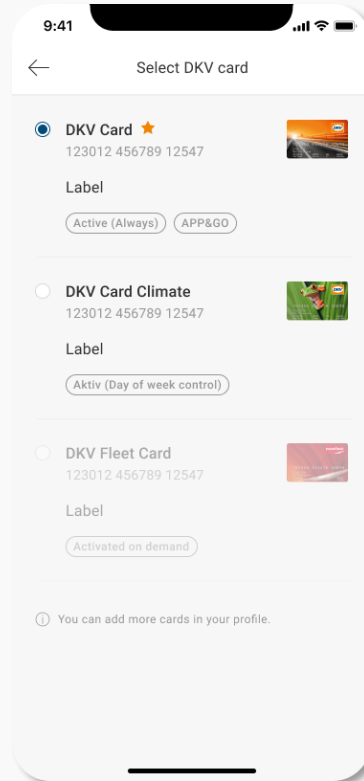 9:41
Select DKV card
DKV Card
123012 456789 12547
Label
Active (Always) APP&GO
DKV Card Climate
123012 456789 12547
Label
Aktiv (Day of week control)
DKV Fleet Card
123012 456789 12547
Label
Activated on demand
You can add more cards in your profile.